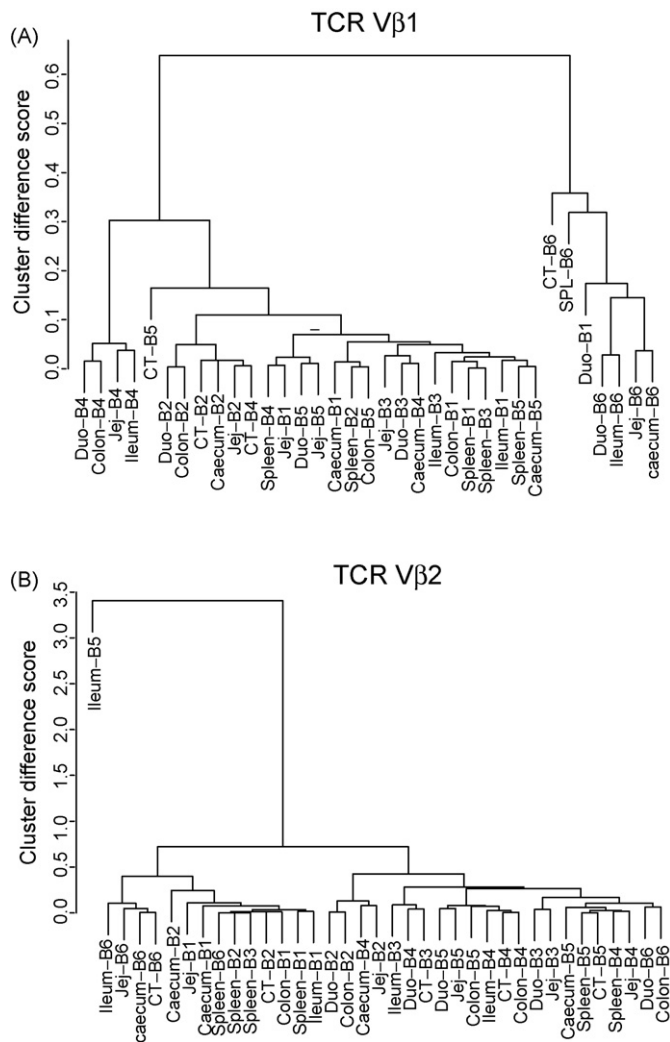 (A)
TCR Vβ1
Cluster difference score
0.6
0.5
0.4
0.3
0.2
0.1
0.0
Duo–B4
Colon–B4
Jej–B4
Ileum–B4
CT–B5
Duo–B2
Colon–B2
CT–B2
Caecum–B2
Jej–B2
CT–B4
Spleen–B4
Jej–B1
Duo–B5
Jej–B5
Caecum–B1
Spleen–B2
Colon–B5
Jej–B3
Duo–B3
Caecum–B4
Ileum–B3
Colon–B1
Spleen–B1
Spleen–B3
Ileum–B1
Spleen–B5
Caecum–B5
CT–B6
SPL–B6
Duo–B1
Duo–B6
Ileum–B6
Jej–B6
caecum–B6
(B)
TCR Vβ2
Cluster difference score
3.5
3.0
2.5
2.0
1.5
1.0
0.5
0.0
Ileum–B5
Ileum–B6
Jej–B6
caecum–B6
CT–B6
Caecum–B2
Jej–B1
Caecum–B1
Spleen–B6
Spleen–B2
Spleen–B3
CT–B2
Colon–B1
Spleen–B1
Ileum–B1
Duo–B2
Colon–B2
Caecum–B4
Jej–B2
Ileum–B3
Duo–B4
CT–B3
Duo–B5
Jej–B5
Colon–B5
Ileum–B4
CT–B4
Colon–B4
Duo–B3
Jej–B3
Caecum–B5
Spleen–B5
CT–B5
Spleen–B4
Jej–B4
Duo–B6
Colon–B6